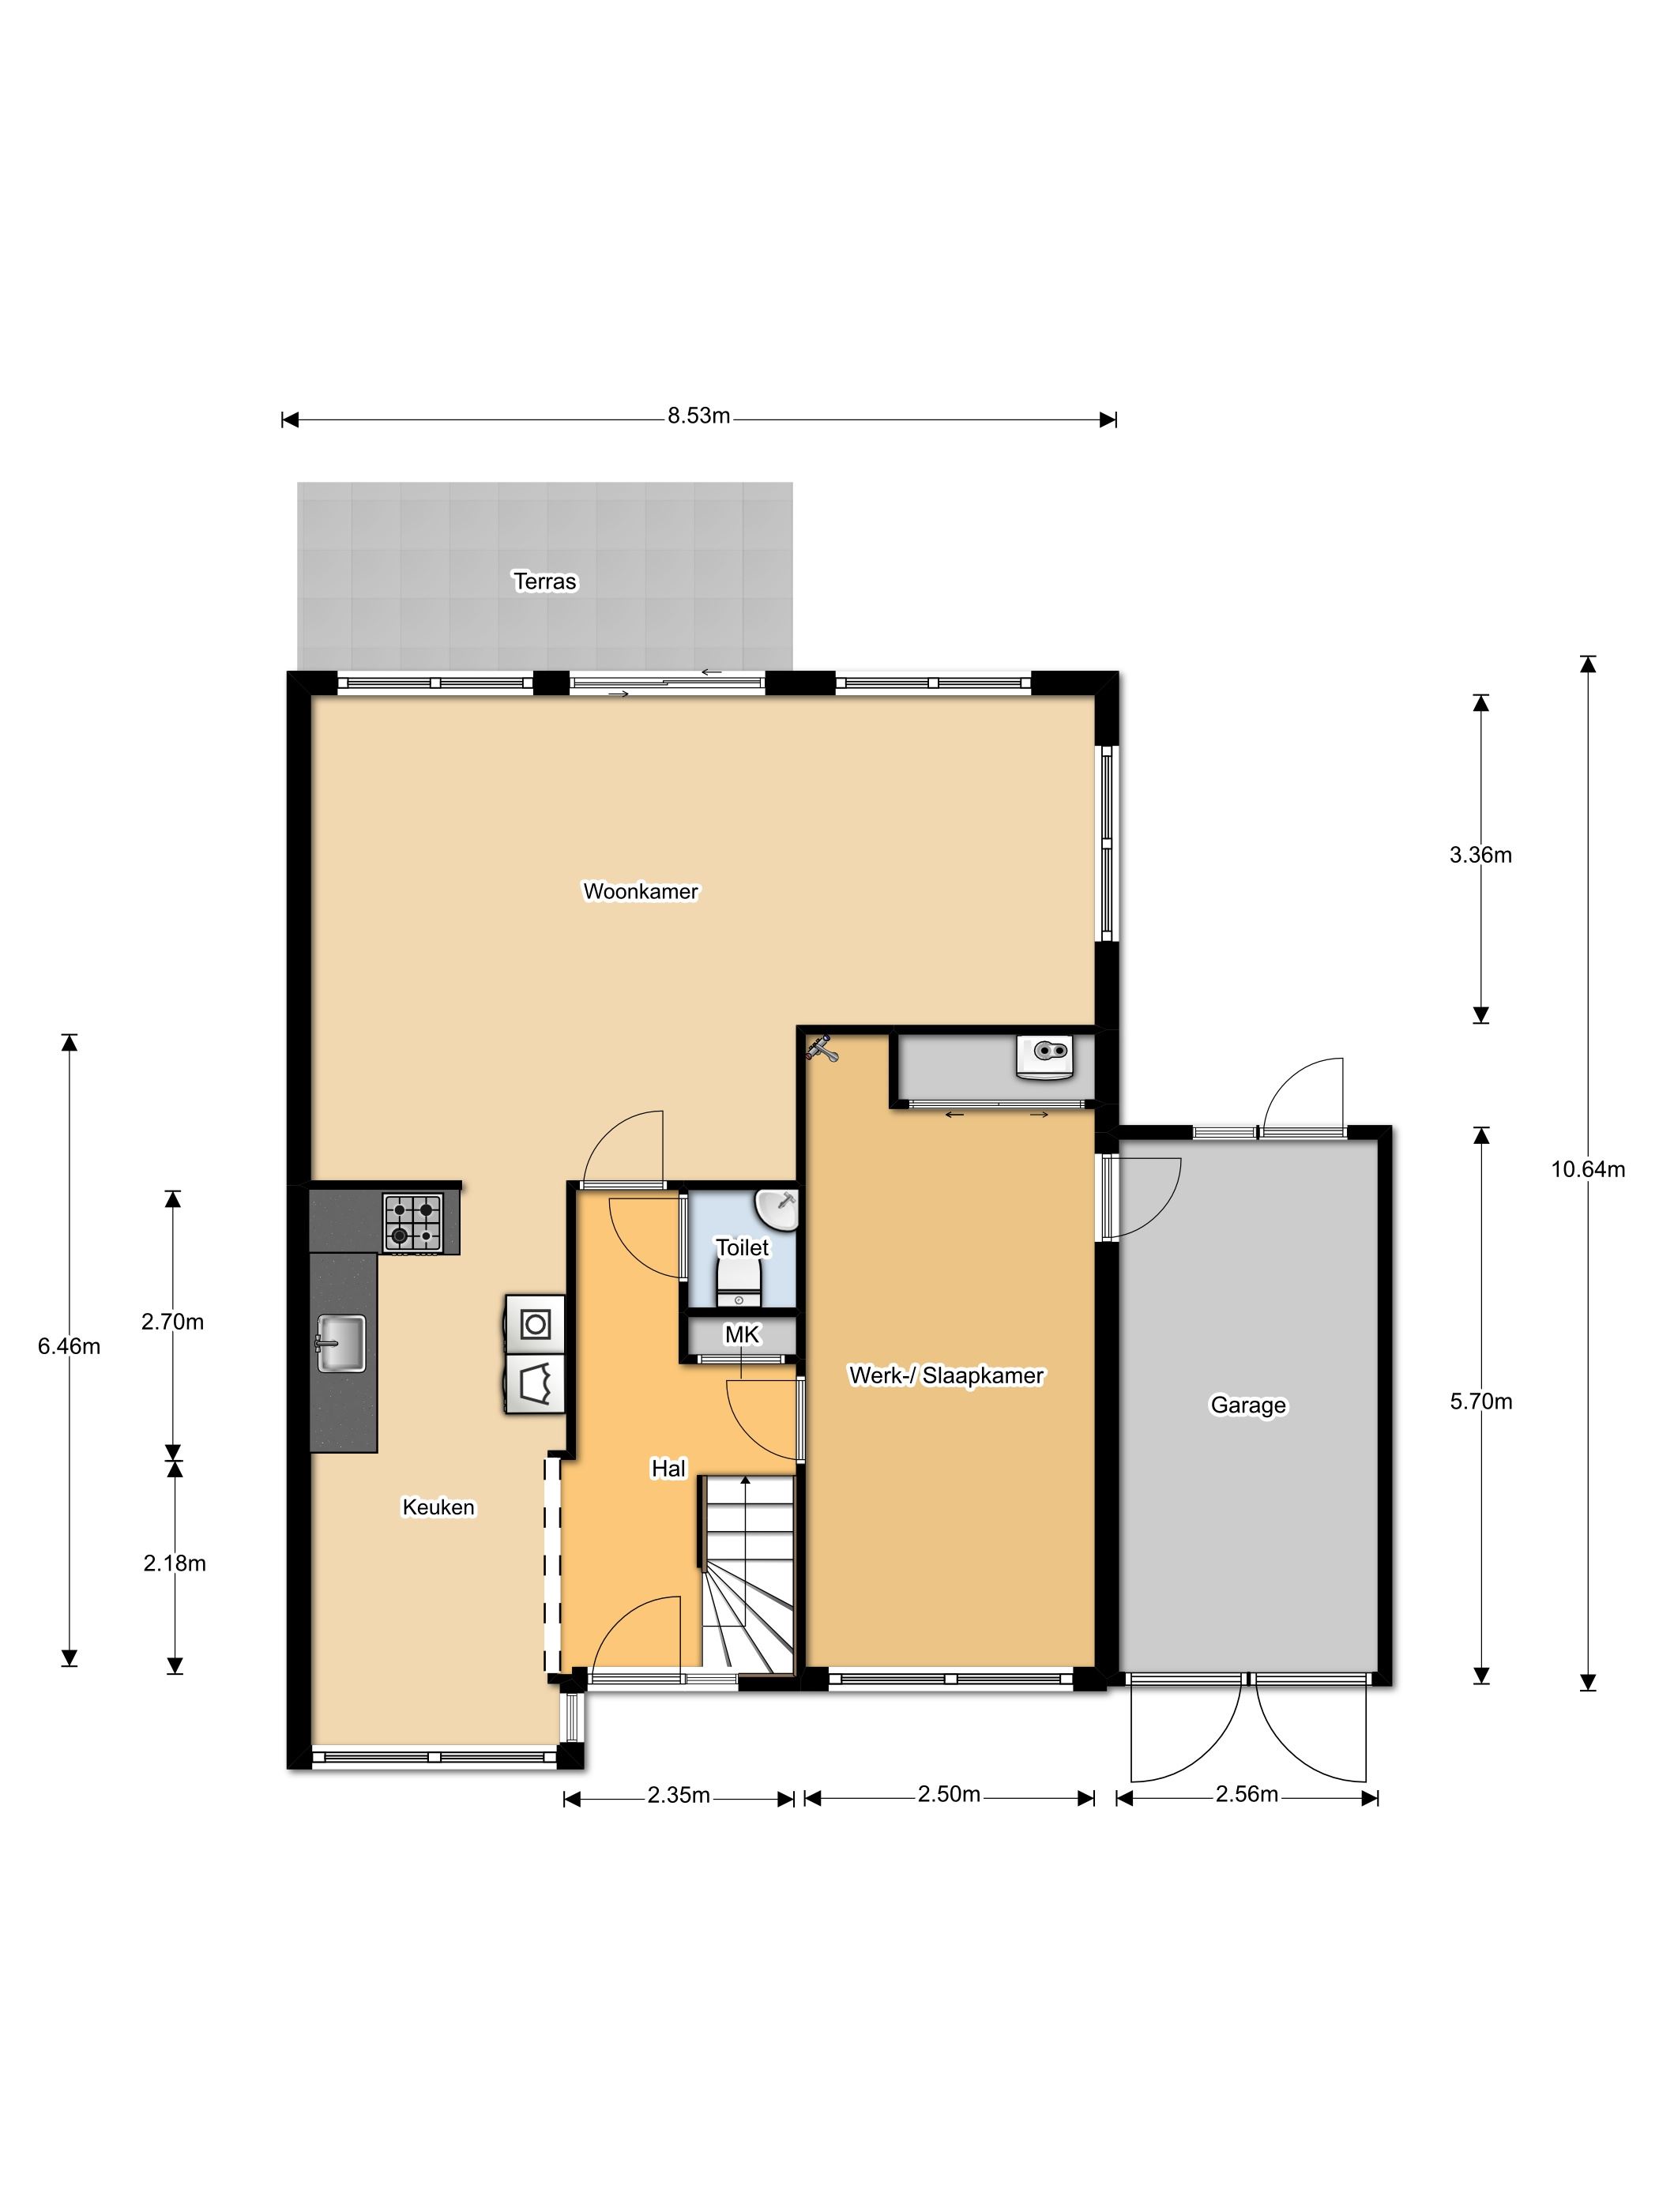 8.53m
Terras
3.36m
Woonkamer
10.64m
Toilet
2.70m
MK
6.46m
Werk-/ Slaapkamer
5.70m
Garage
Hal
Keuken
2.18m
2.35m
2.50m
2.56m